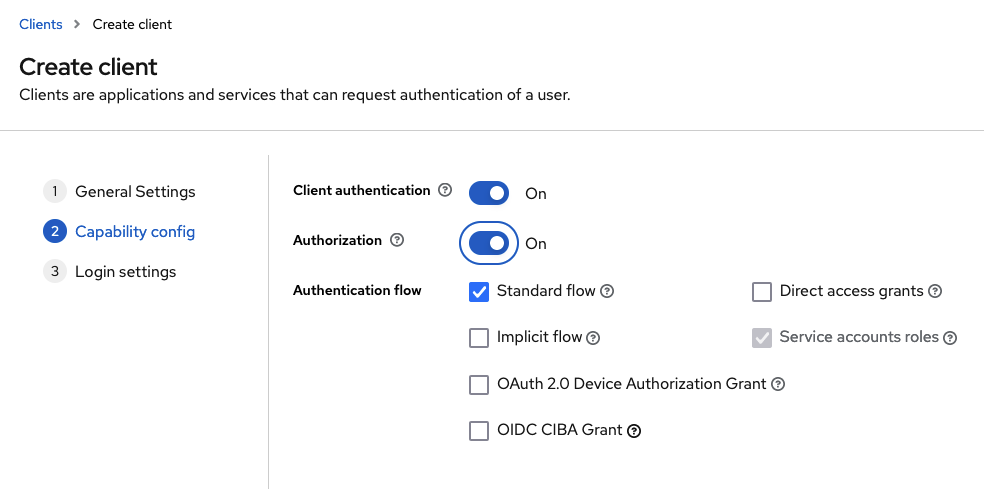 Clients > Create client
Create client
Clients are applications and services that can request authentication of a user.
1 General Settings
2 Capability config
3 Login settings
Client authentication ? On
Authorization ? On
Authentication flow
Standard flow ? Direct access grants ?
Implicit flow ? Service accounts roles ?
OAuth 2.0 Device Authorization Grant ?
OIDC CIBA Grant ?